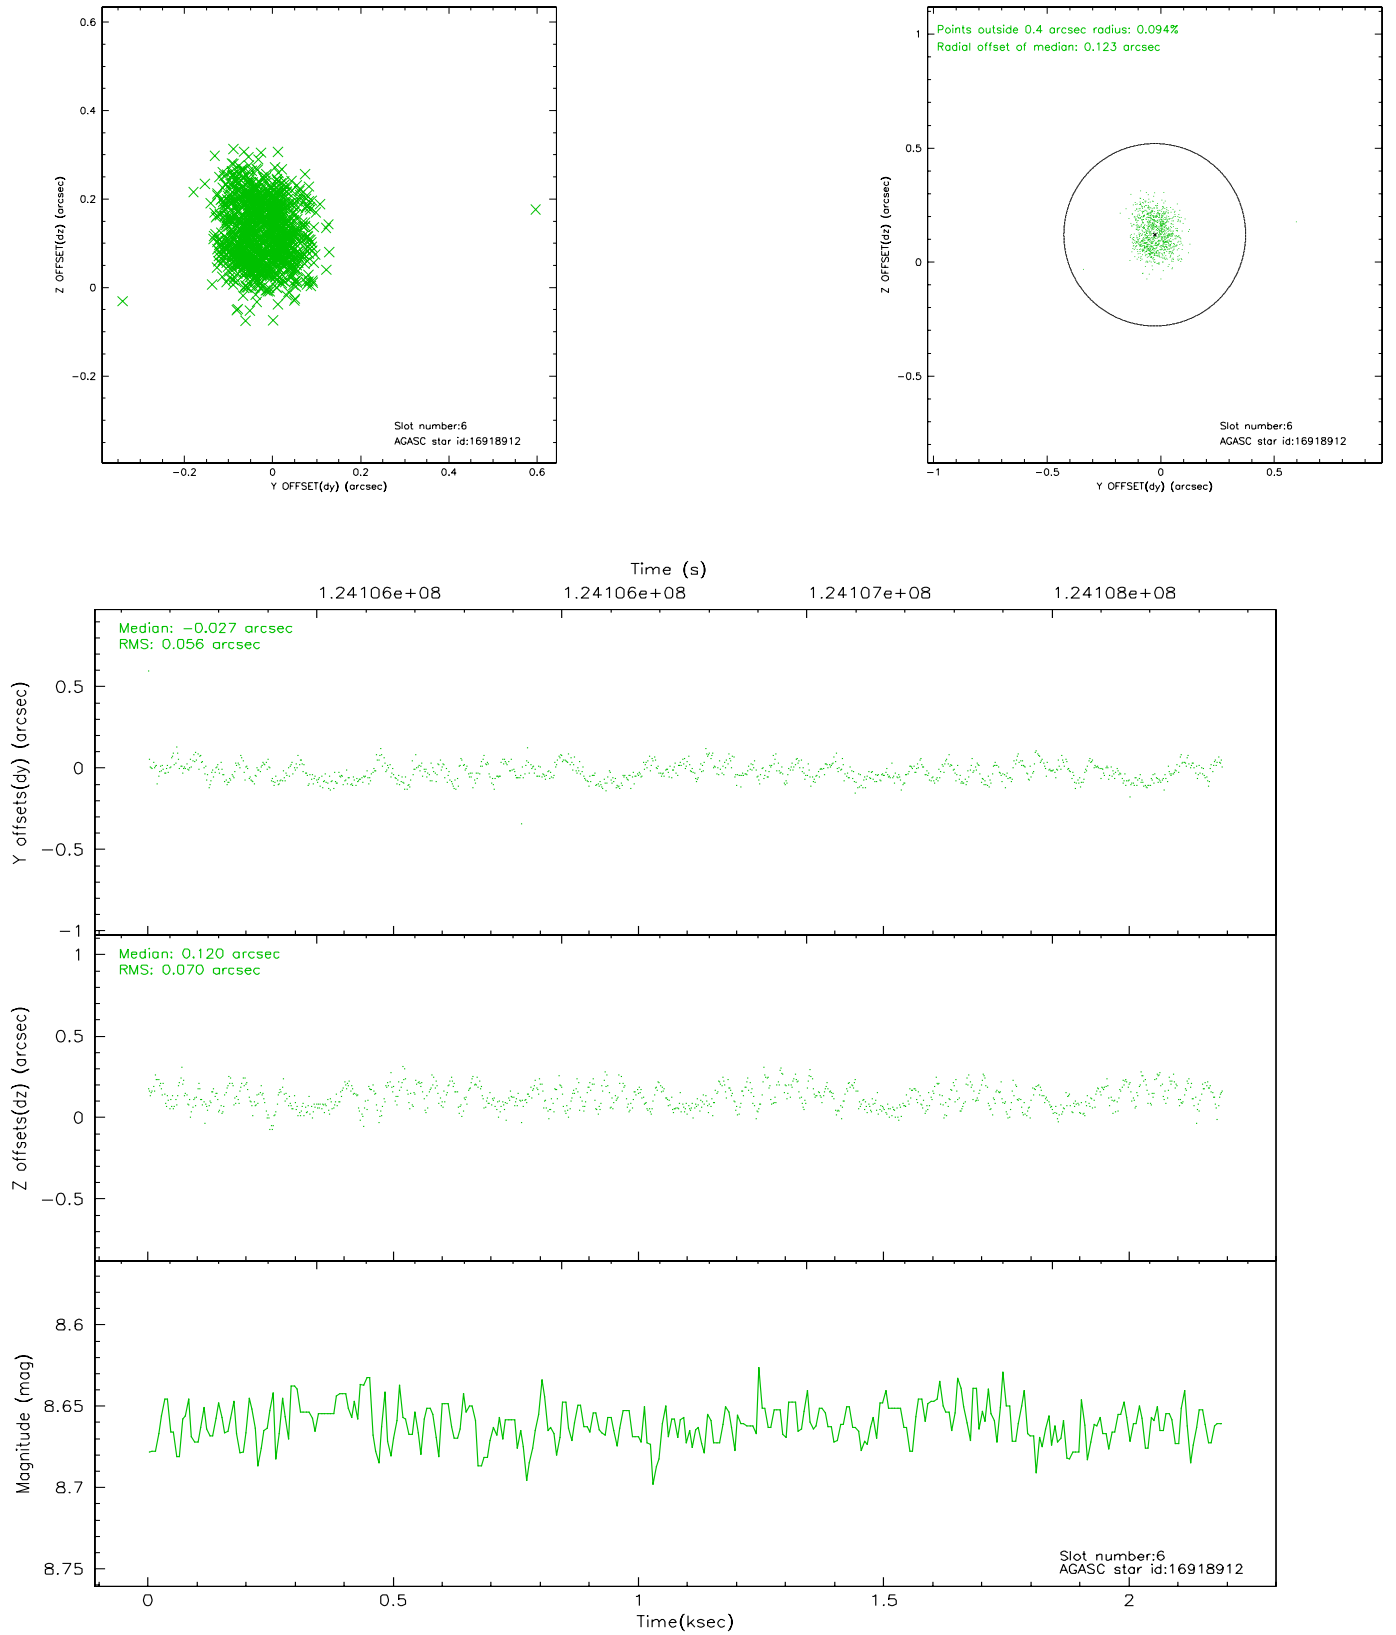 0.6
0.4
0.2
0
−0.2
Z OFFSET(dz) (arcsec)
Slot number:6
AGASC star id:16918912
−0.2 0 0.2 0.4 0.6
Y OFFSET(dy) (arcsec)
Points outside 0.4 arcsec radius: 0.094%
Radial offset of median: 0.123 arcsec
1
0.5
0
−0.5
Z OFFSET(dz) (arcsec)
Slot number:6
AGASC star id:16918912
−1 −0.5 0 0.5
Y OFFSET(dy) (arcsec)
Time (s)
1.24106e+08 1.24106e+08 1.24107e+08 1.24108e+08
Median: −0.027 arcsec
RMS: 0.056 arcsec
0.5
0
−0.5
−1
Y offsets(dy) (arcsec)
Median: 0.120 arcsec
RMS: 0.070 arcsec
1
0.5
0
−0.5
Z offsets(dz) (arcsec)
8.6
8.65
8.7
8.75
Magnitude (mag)
Slot number:6
AGASC star id:16918912
0 0.5 1 1.5 2
Time(ksec)